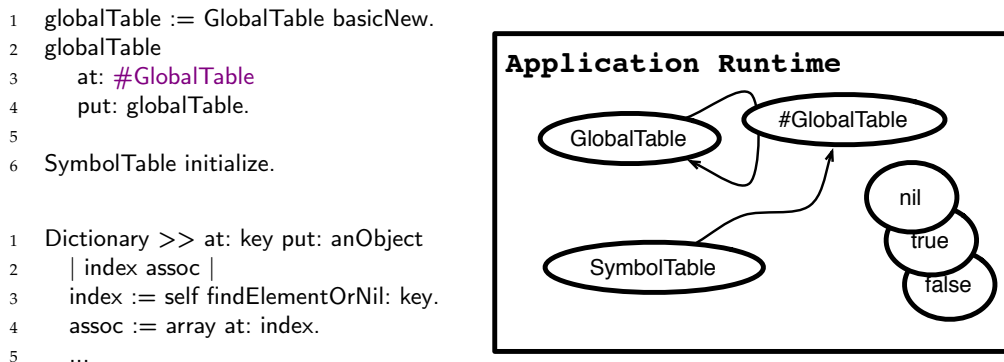 1 globalTable := GlobalTable basicNew.
2 globalTable
3 at: #GlobalTable
4 put: globalTable.
5
6 SymbolTable initialize.
1 Dictionary >> at: key put: anObject
2 | index assoc |
3 index := self findElementOrNil: key.
4 assoc := array at: index.
5 ...
Application Runtime
#GlobalTable
GlobalTable
nil
true
SymbolTable
false